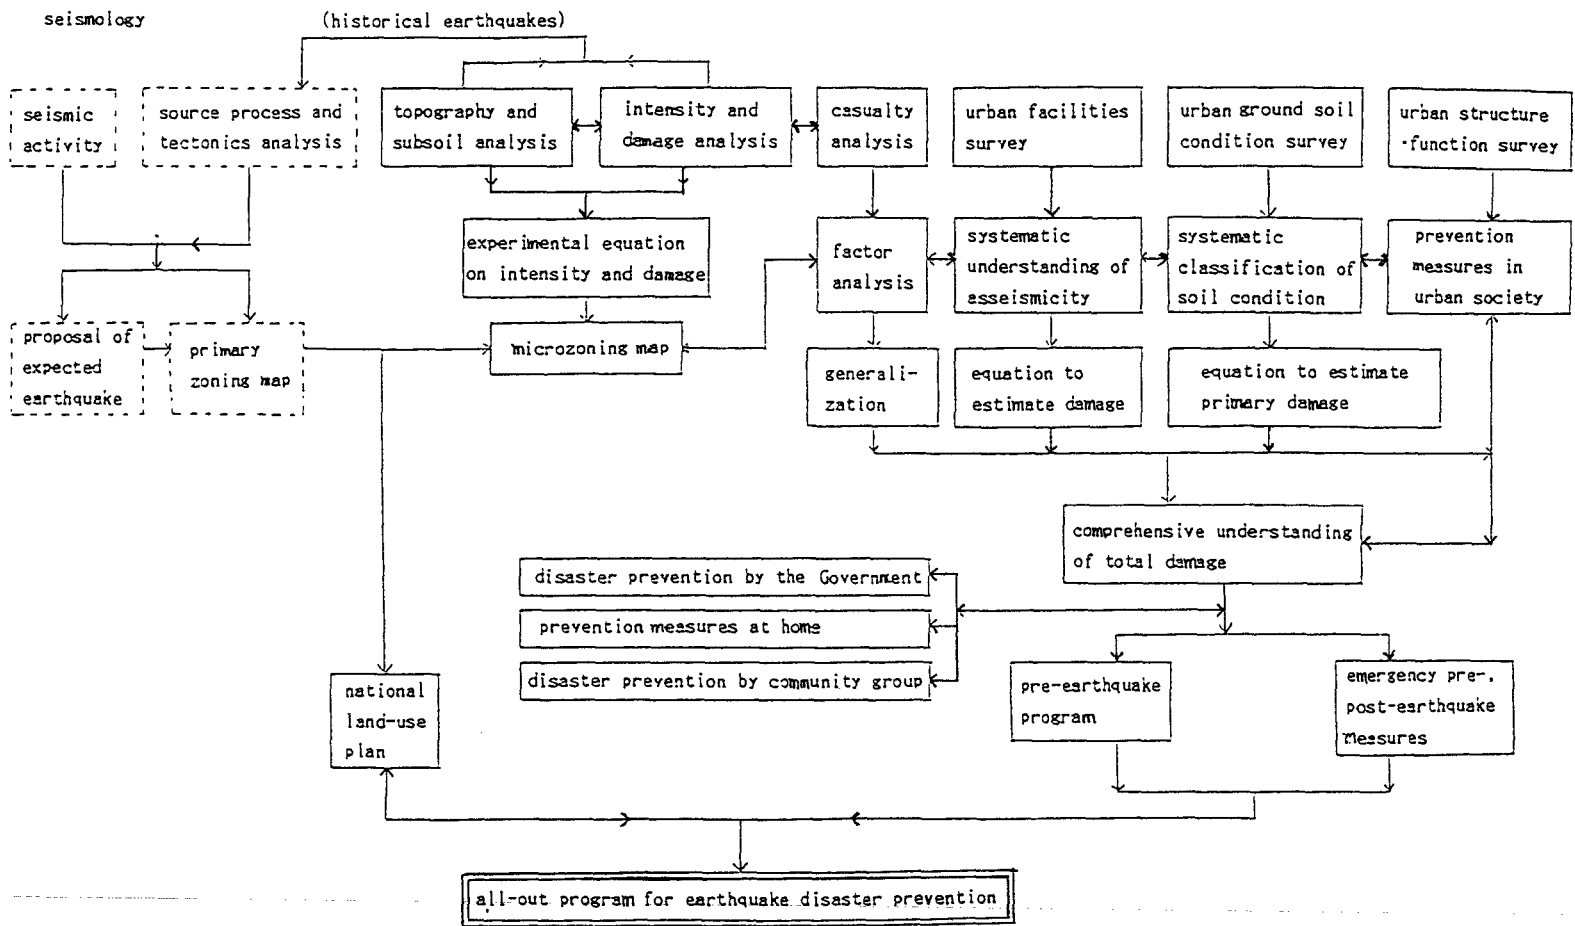 seismology
(historical earthquakes)
seismic
activity
source process and
tectonics analysis
topography and
subsoil analysis
intensity and
damage analysis
casualty
analysis
urban facilities
survey
urban ground soil
condition survey
urban structure
-function survey
experimental equation
on intensity and damage
factor
analysis
systematic
understanding of
asseismicity
systematic
classification of
soil condition
prevention
measures in
urban society
proposal of
expected
earthquake
primary
zoning map
microzoning map
generali-
zation
equation to
estimate damage
equation to estimate
primary damage
comprehensive understanding
of total damage
disaster prevention by the Government
prevention measures at home
disaster prevention by community group
national
land-use
plan
pre-earthquake
program
emergency pre-,
post-earthquake
measures
all-out program for earthquake disaster prevention